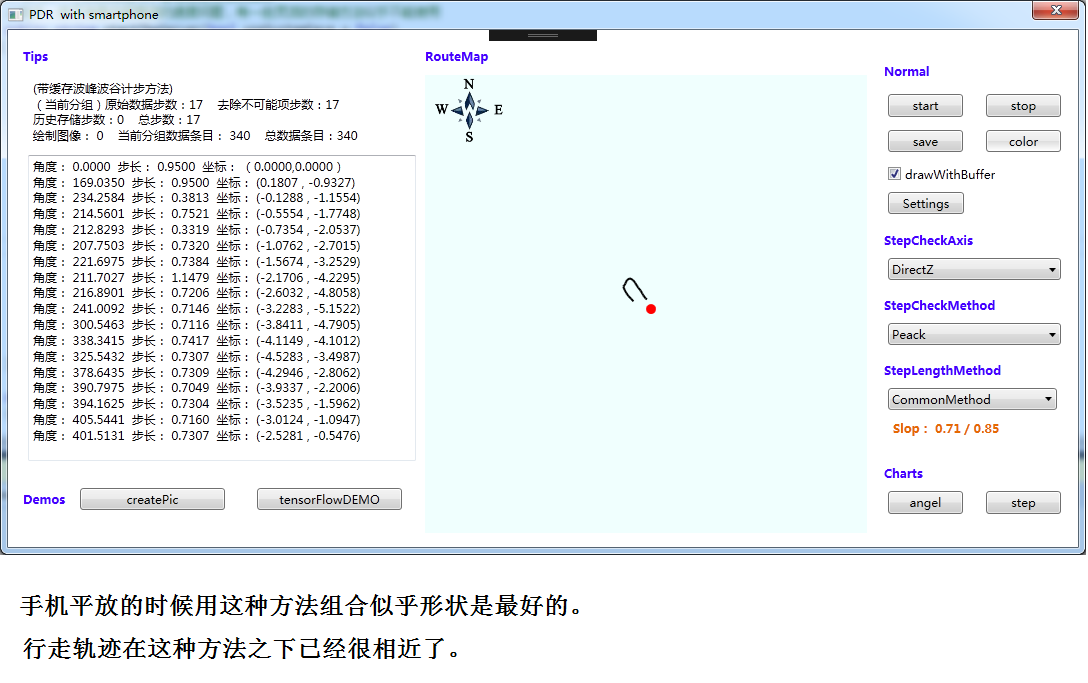 PDR with smartphone
Tips
(带缓存波峰波谷计步方法)
(当前分组)原始数据步数:17 去除不可能项步数:17
历史存储步数:0 总步数:17
绘制图像: 0 当前分组数据条目: 340 总数据条目:340
角度: 0.0000 步长: 0.9500 坐标: ( 0.0000,0.0000 )
角度: 169.0350 步长: 0.9500 坐标: (0.1807 , -0.9327)
角度: 234.2584 步长: 0.3813 坐标: (-0.1288 , -1.1554)
角度: 214.5601 步长: 0.7521 坐标: (-0.5554 , -1.7748)
角度: 212.8293 步长: 0.3319 坐标: (-0.7354 , -2.0537)
角度: 207.7503 步长: 0.7320 坐标: (-1.0762 , -2.7015)
角度: 221.6975 步长: 0.7384 坐标: (-1.5674 , -3.2529)
角度: 211.7027 步长: 1.1479 坐标: (-2.1706 , -4.2295)
角度: 216.8901 步长: 0.7206 坐标: (-2.6032 , -4.8058)
角度: 241.0092 步长: 0.7146 坐标: (-3.2283 , -5.1522)
角度: 300.5463 步长: 0.7116 坐标: (-3.8411 , -4.7905)
角度: 338.3415 步长: 0.7417 坐标: (-4.1149 , -4.1012)
角度: 325.5432 步长: 0.7307 坐标: (-4.5283 , -3.4987)
角度: 378.6435 步长: 0.7309 坐标: (-4.2946 , -2.8062)
角度: 390.7975 步长: 0.7049 坐标: (-3.9337 , -2.2006)
角度: 394.1625 步长: 0.7304 坐标: (-3.5235 , -1.5962)
角度: 405.5441 步长: 0.7160 坐标: (-3.0124 , -1.0947)
角度: 401.5131 步长: 0.7307 坐标: (-2.5281 , -0.5476)
Demos createPic tensorFlowDEMO
RouteMap
N
W E
S
Normal
start stop
save color
drawWithBuffer
Settings
StepCheckAxis
DirectZ
StepCheckMethod
Peack
StepLengthMethod
CommonMethod
Slop : 0.71 / 0.85
Charts
angel step
手机平放的时候用这种方法组合似乎形状是最好的。
行走轨迹在这种方法之下已经很相近了。